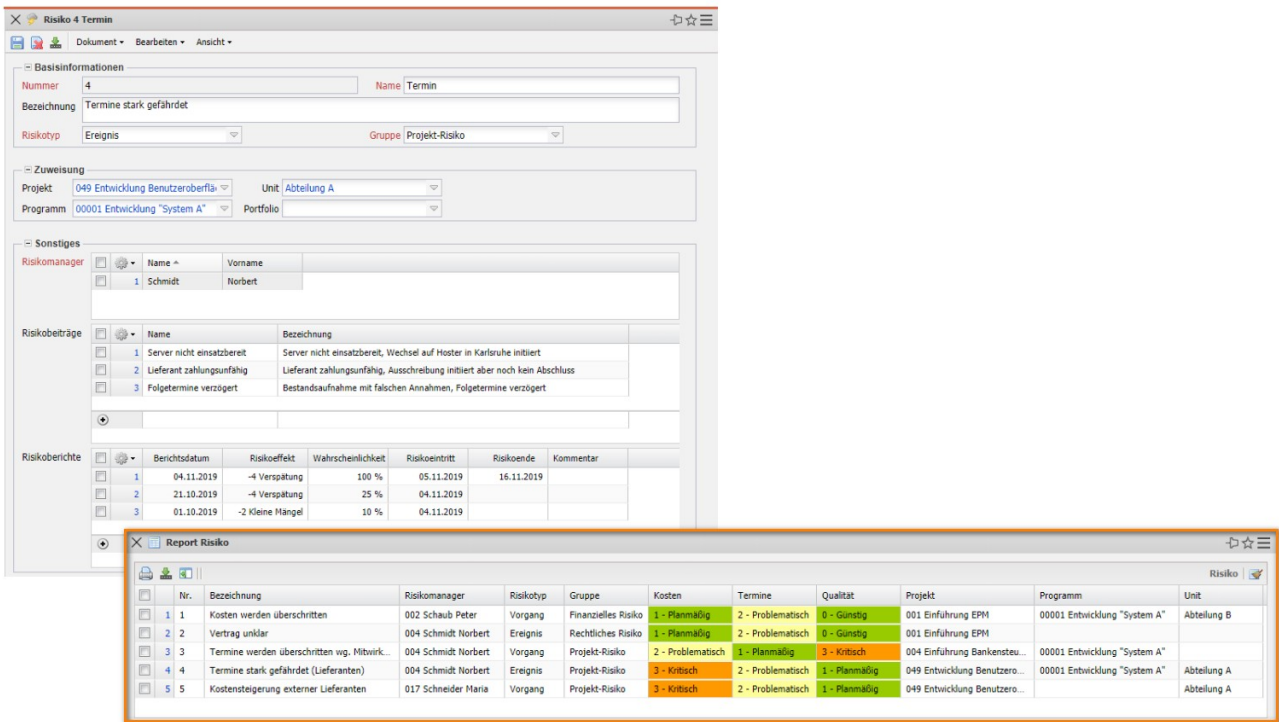 Risiko 4 Termin
Dokument Bearbeiten Ansicht
Basisinformationen
Nummer 4 Name Termin
Bezeichnung Termine stark gefährdet
Risikotyp Ereignis Gruppe Projekt-Risiko
Zuweisung
Projekt 049 Entwicklung Benutzeroberflä Unit Abteilung A
Programm 00001 Entwicklung "System A" Portfolio
Sonstiges
Risikomanager Name Vorname
1 Schmidt Norbert
Risikobeiträge Name Bezeichnung
1 Server nicht einsatzbereit Server nicht einsatzbereit, Wechsel auf Hoster in Karlsruhe initiiert
2 Lieferant zahlungsunfähig Lieferant zahlungsunfähig, Ausschreibung initiiert aber noch kein Abschluss
3 Folgetermine verzögert Bestandsaufnahme mit falschen Annahmen, Folgetermine verzögert
Risikoberichte Berichtsdatum Risikoeffekt Wahrscheinlichkeit Risikoeintritt Risikoende Kommentar
1 04.11.2019 -4 Verspätung 100 % 05.11.2019 16.11.2019
2 21.10.2019 -4 Verspätung 25 % 04.11.2019
3 01.10.2019 -2 Kleine Mängel 10 % 04.11.2019
Report Risiko
Risiko
Nr. Bezeichnung Risikomanager Risikotyp Gruppe Kosten Termine Qualität Projekt Programm Unit
1 1 Kosten werden überschritten 002 Schaub Peter Vorgang Finanzielles Risiko 1 - Planmäßig 2 - Problematisch 0 - Günstig 001 Einführung EPM 00001 Entwicklung "System A" Abteilung B
2 2 Vertrag unklar 004 Schmidt Norbert Ereignis Rechtliches Risiko 1 - Planmäßig 2 - Problematisch 0 - Günstig 001 Einführung EPM
3 3 Termine werden überschritten wg. Mitwirk... 004 Schmidt Norbert Vorgang Projekt-Risiko 2 - Problematisch 1 - Planmäßig 3 - Kritisch 004 Einführung Bankensteu... 00001 Entwicklung "System A"
4 4 Termine stark gefährdet (Lieferanten) 004 Schmidt Norbert Ereignis Projekt-Risiko 3 - Kritisch 2 - Problematisch 1 - Planmäßig 049 Entwicklung Benutzero... 00001 Entwicklung "System A" Abteilung A
5 5 Kostensteigerung externer Lieferanten 017 Schneider Maria Vorgang Projekt-Risiko 3 - Kritisch 2 - Problematisch 1 - Planmäßig 049 Entwicklung Benutzero... Abteilung A